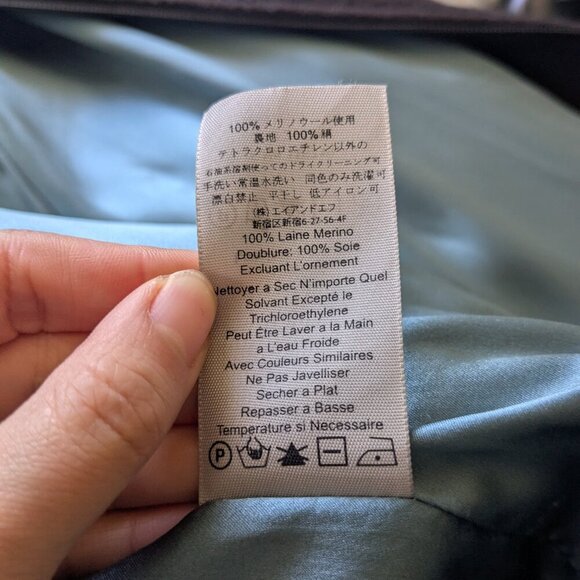 100% メリノウール使用
裏地 100% 絹
テトラクロロエチレン以外の
石油系溶剤使ってのドライクリーニング可
手洗い常温水洗い 同色のみ洗濯可
漂白禁止 平干し 低アイロン可
(株)エイアンドエフ
新宿区新宿6-27-56-4F
100% Laine Merino
Doublure: 100% Soie
Excluant L'ornement
Nettoyer a Sec N'importe Quel
Solvant Excepté le
Trichloroethylene
Peut Être Laver a la Main
a L'eau Froide
Avec Couleurs Similaires
Ne Pas Javelliser
Secher a Plat
Repasser a Basse
Temperature si Necessaire
P